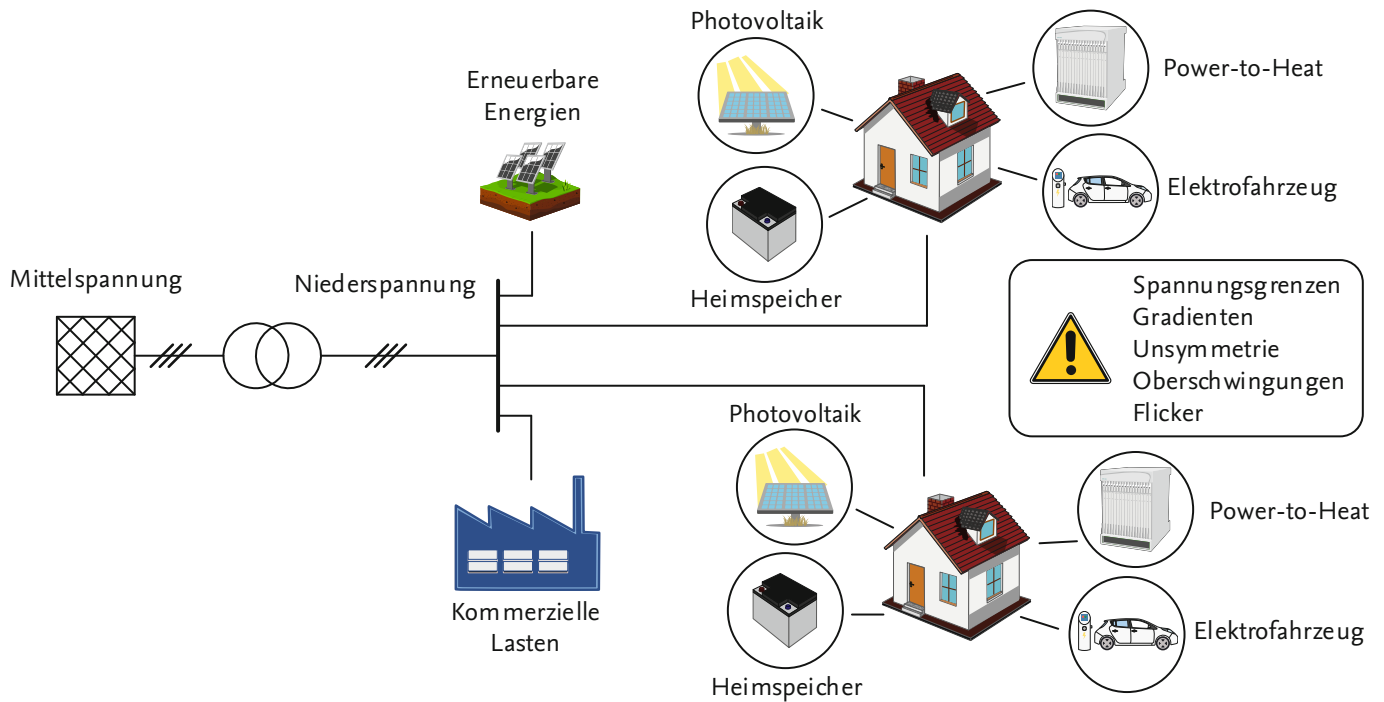 Photovoltaik
Erneuerbare
Energien
Power-to-Heat
Elektrofahrzeug
Heimspeicher
Mittelspannung
Niederspannung
Spannungsgrenzen
Gradienten
Unsymmetrie
Oberschwingungen
Flicker
Photovoltaik
Power-to-Heat
Kommerzielle
Lasten
Elektrofahrzeug
Heimspeicher